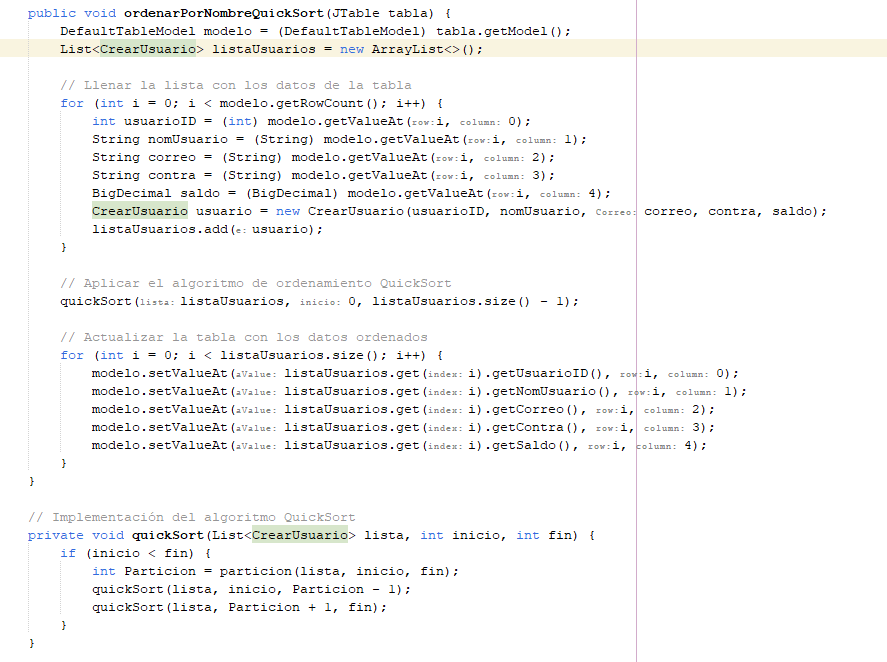 public void ordenarPorNombreQuickSort(JTable tabla) {
DefaultTableModel modelo = (DefaultTableModel) tabla.getModel();
List<CrearUsuario> listaUsuarios = new ArrayList<>();
// Llenar la lista con los datos de la tabla
for (int i = 0; i < modelo.getRowCount(); i++) {
int usuarioID = (int) modelo.getValueAt(row:i, column: 0);
String nomUsuario = (String) modelo.getValueAt(row:i, column: 1);
String correo = (String) modelo.getValueAt(row:i, column: 2);
String contra = (String) modelo.getValueAt(row:i, column: 3);
BigDecimal saldo = (BigDecimal) modelo.getValueAt(row:i, column: 4);
CrearUsuario usuario = new CrearUsuario(usuarioID, nomUsuario, Correo: correo, contra, saldo);
listaUsuarios.add(e: usuario);
}
// Aplicar el algoritmo de ordenamiento QuickSort
quickSort(lista: listaUsuarios, inicio: 0, listaUsuarios.size() - 1);
// Actualizar la tabla con los datos ordenados
for (int i = 0; i < listaUsuarios.size(); i++) {
modelo.setValueAt(aValue: listaUsuarios.get(index: i).getUsuarioID(), row:i, column: 0);
modelo.setValueAt(aValue: listaUsuarios.get(index: i).getNomUsuario(), row:i, column: 1);
modelo.setValueAt(aValue: listaUsuarios.get(index: i).getCorreo(), row:i, column: 2);
modelo.setValueAt(aValue: listaUsuarios.get(index: i).getContra(), row:i, column: 3);
modelo.setValueAt(aValue: listaUsuarios.get(index: i).getSaldo(), row:i, column: 4);
}
}
// Implementación del algoritmo QuickSort
private void quickSort(List<CrearUsuario> lista, int inicio, int fin) {
if (inicio < fin) {
int Particion = particion(lista, inicio, fin);
quickSort(lista, inicio, Particion - 1);
quickSort(lista, Particion + 1, fin);
}
}